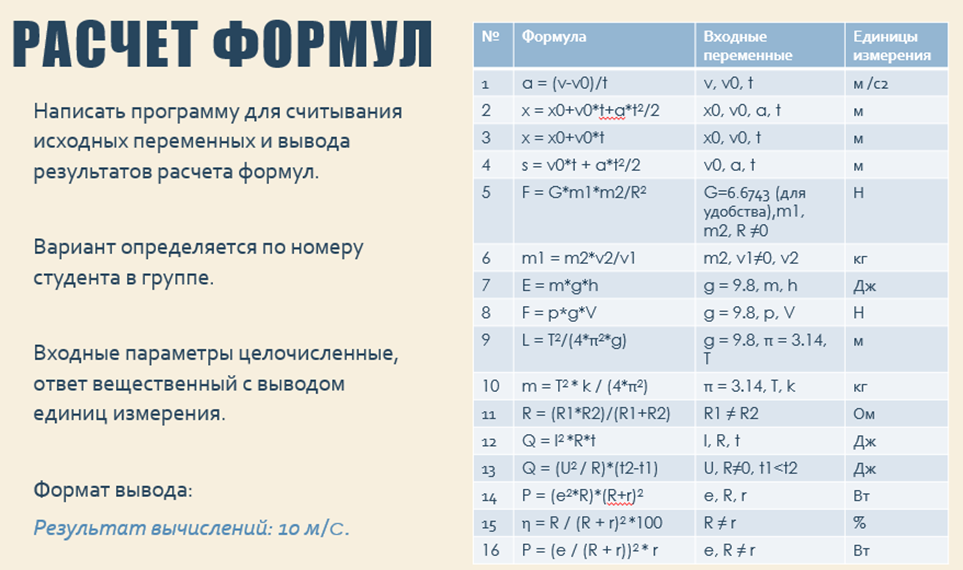 РАСЧЕТ ФОРМУЛ
Написать программу для считывания
исходных переменных и вывода
результатов расчета формул.
Вариант определяется по номеру
студента в группе.
Входные параметры целочисленные,
ответ вещественный с выводом
единиц измерения.
Формат вывода:
Результат вычислений: 10 м/с.
№ Формула Входные переменные Единицы измерения
1 a = (v-v0)/t v, v0, t м /с2
2 x = x0+v0*t+a*t²/2 x0, v0, a, t м
3 x = x0+v0*t x0, v0, t м
4 s = v0*t + a*t²/2 v0, a, t м
5 F = G*m1*m2/R² G=6.6743 (для удобства),m1, m2, R ≠0 Н
6 m1 = m2*v2/v1 m2, v1≠0, v2 кг
7 E = m*g*h g = 9.8, m, h Дж
8 F = p*g*V g = 9.8, p, V Н
9 L = T²/(4*π²*g) g = 9.8, π = 3.14, T м
10 m = T² * k / (4*π²) π = 3.14, T, k кг
11 R = (R1*R2)/(R1+R2) R1 ≠ R2 Ом
12 Q = I² *R*t I, R, t Дж
13 Q = (U² / R)*(t2-t1) U, R≠0, t1<t2 Дж
14 P = (e²*R)*(R+r)² e, R, r Вт
15 η = R / (R + r)² *100 R ≠ r %
16 P = (e / (R + r))² * r e, R ≠ r Вт